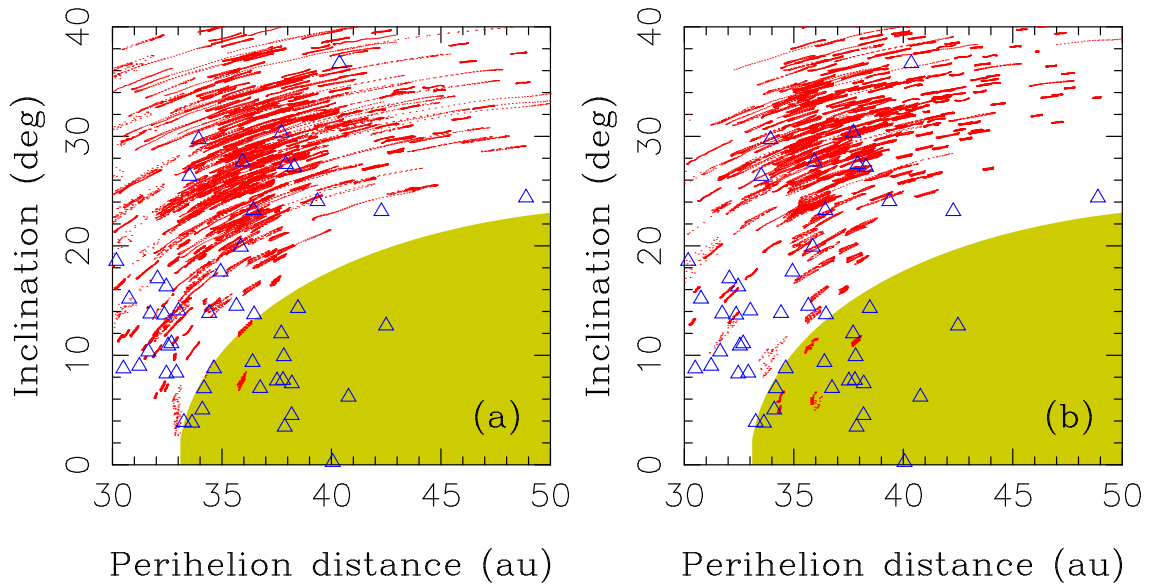 Inclination (deg)
0 10 20 30 40
(a)
30 35 40 45 50
Perihelion distance (au)
Inclination (deg)
0 10 20 30 40
(b)
30 35 40 45 50
Perihelion distance (au)